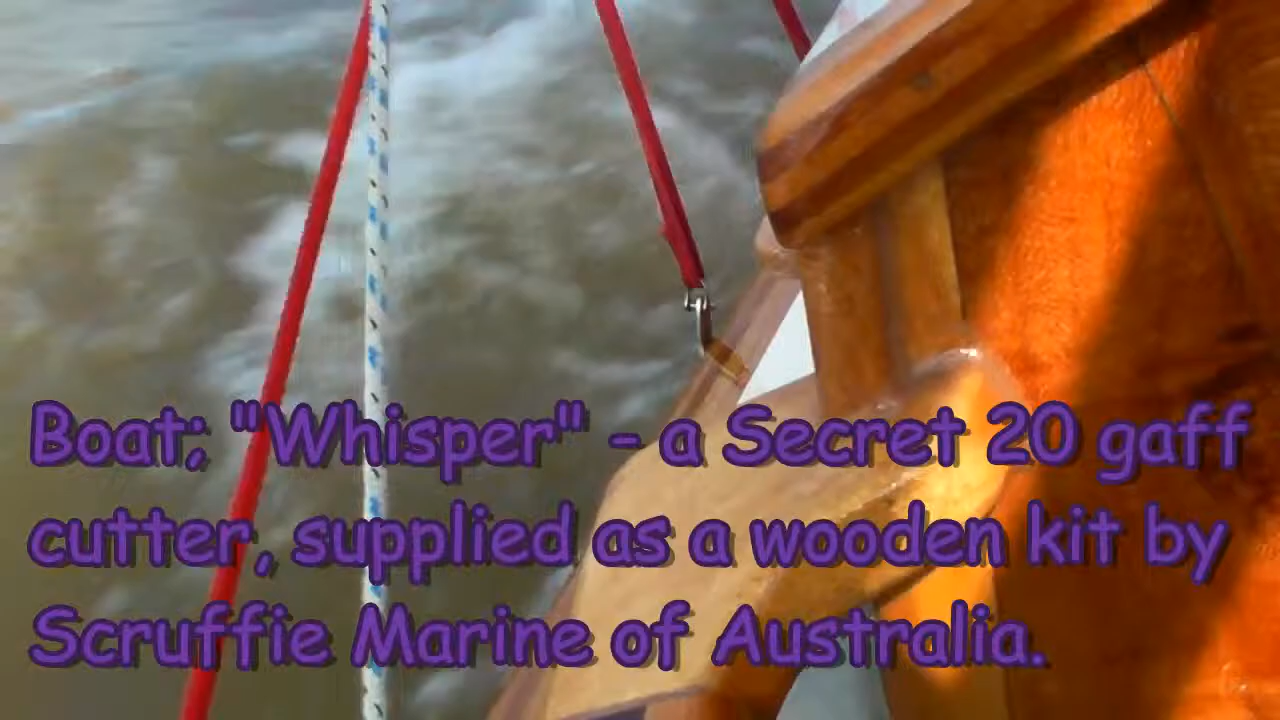 Boat; "Whisper" - a Secret 20 gaff
cutter, supplied as a wooden kit by
Scruffie Marine of Australia.